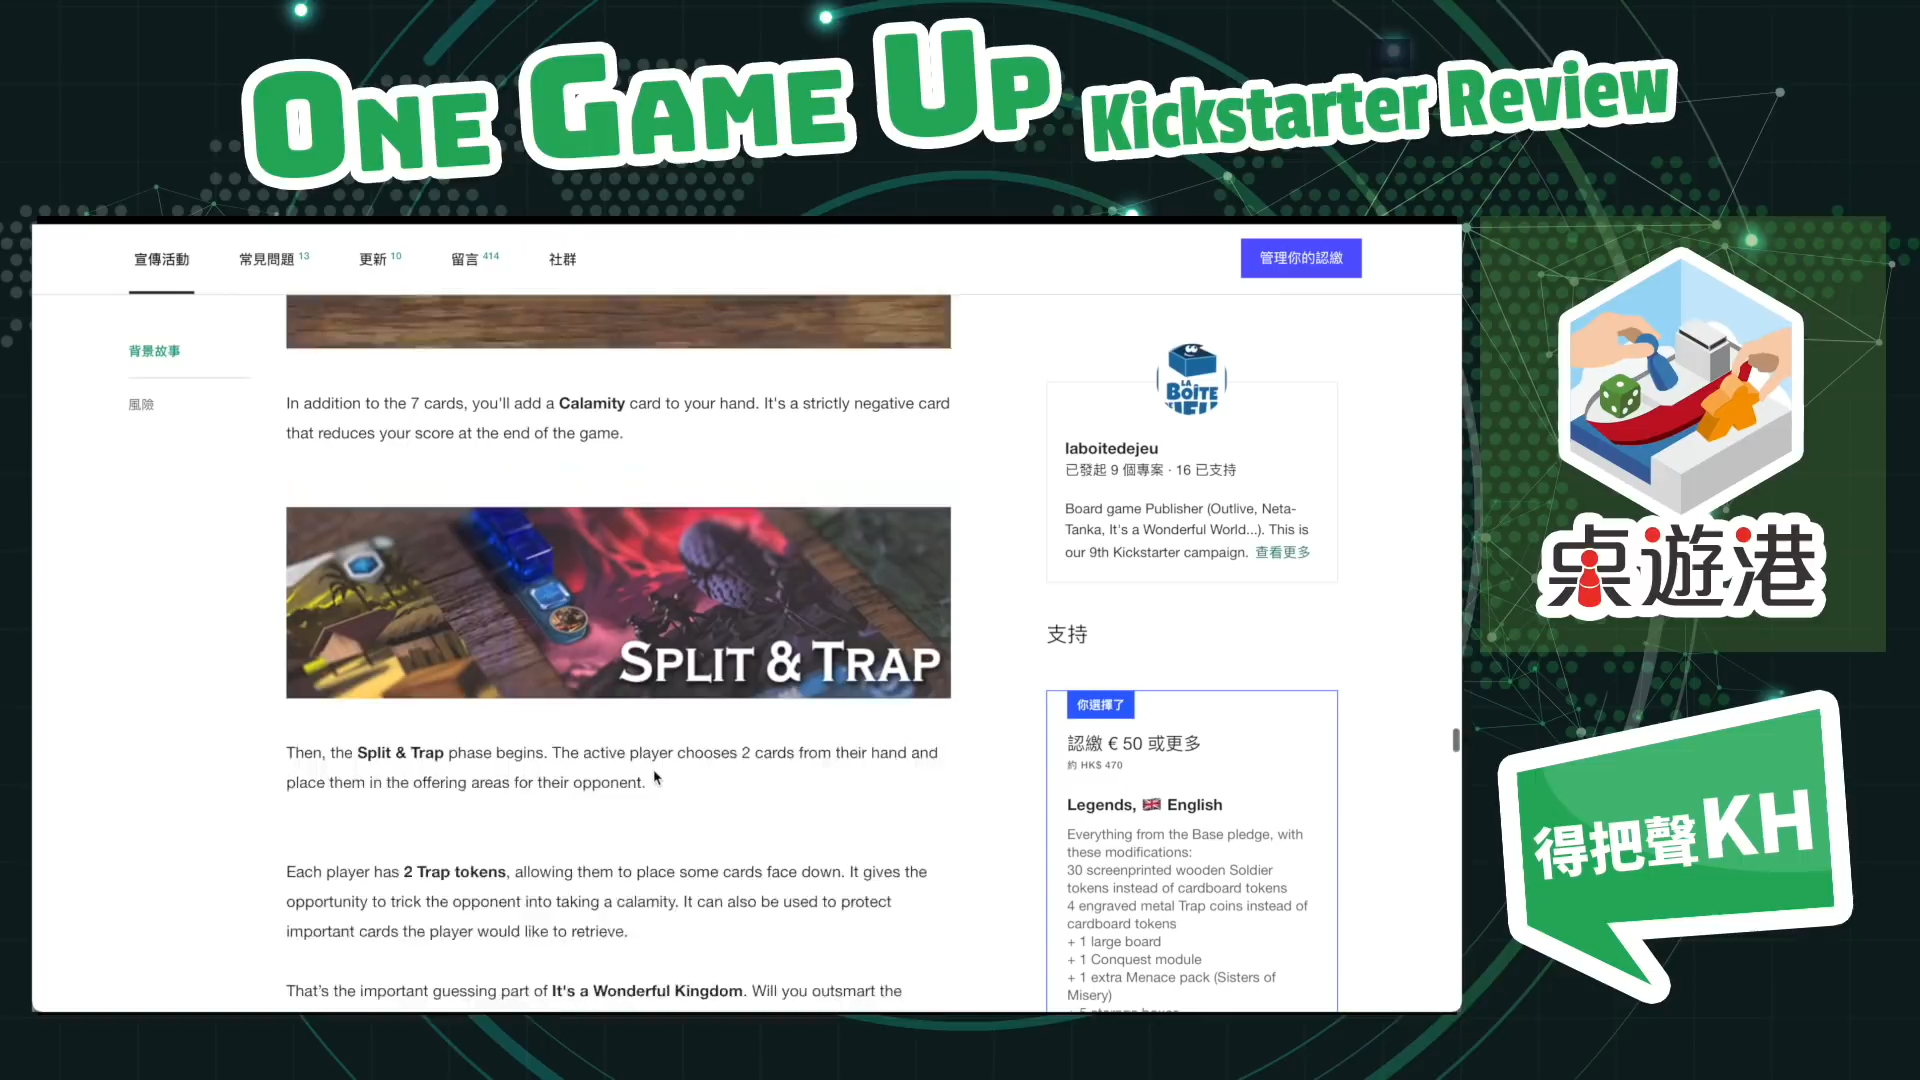 ONE GAME UP Kickstarter Review
宣傳活動
常見問題 13
更新 10
留言 414
社群
管理你的認繳
背景故事
風險
In addition to the 7 cards, you'll add a Calamity card to your hand. It's a strictly negative card
that reduces your score at the end of the game.
SPLIT & TRAP
Then, the Split & Trap phase begins. The active player chooses 2 cards from their hand and
place them in the offering areas for their opponent.
Each player has 2 Trap tokens, allowing them to place some cards face down. It gives the
opportunity to trick the opponent into taking a calamity. It can also be used to protect
important cards the player would like to retrieve.
That's the important guessing part of It's a Wonderful Kingdom. Will you outsmart the
LA
BOÎTE
DE JEU
laboitedejeu
已發起 9 個專案 · 16 已支持
Board game Publisher (Outlive, Neta-
Tanka, It's a Wonderful World...). This is
our 9th Kickstarter campaign. 查看更多
支持
你選擇了
認繳 € 50 或更多
約 HK$ 470
Legends, 🇬🇧 English
Everything from the Base pledge, with
these modifications:
30 screenprinted wooden Soldier
tokens instead of cardboard tokens
4 engraved metal Trap coins instead of
cardboard tokens
+ 1 large board
+ 1 Conquest module
+ 1 extra Menace pack (Sisters of
Misery)
+ 5 storage boxes
桌遊港
得把聲KH